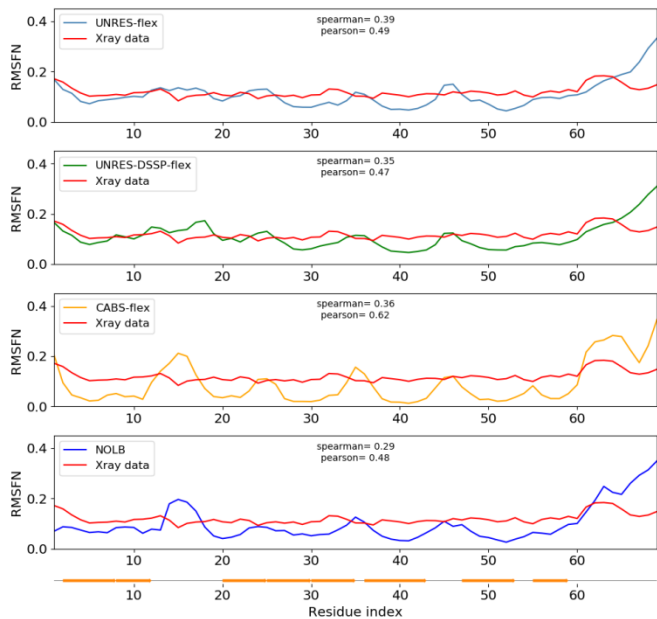 UNRES-flex
Xray data
spearman= 0.39
pearson= 0.49
RMSFN
0.4
0.2
0.0
10 20 30 40 50 60
UNRES-DSSP-flex
Xray data
spearman= 0.35
pearson= 0.47
RMSFN
0.4
0.2
0.0
10 20 30 40 50 60
CABS-flex
Xray data
spearman= 0.36
pearson= 0.62
RMSFN
0.4
0.2
0.0
10 20 30 40 50 60
NOLB
Xray data
spearman= 0.29
pearson= 0.48
RMSFN
0.4
0.2
0.0
10 20 30 40 50 60
Residue index